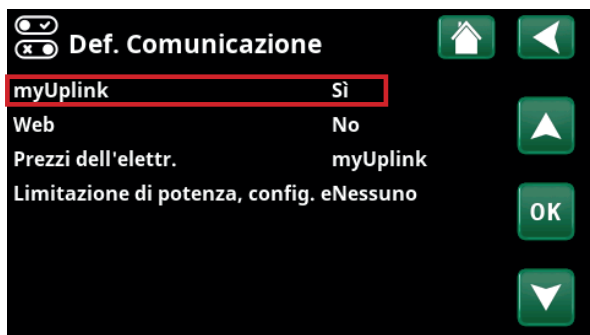 Def. Comunicazione
myUplink Sì
Web No
Prezzi dell'elettr. myUplink
Limitazione di potenza, config. eNessuno
OK